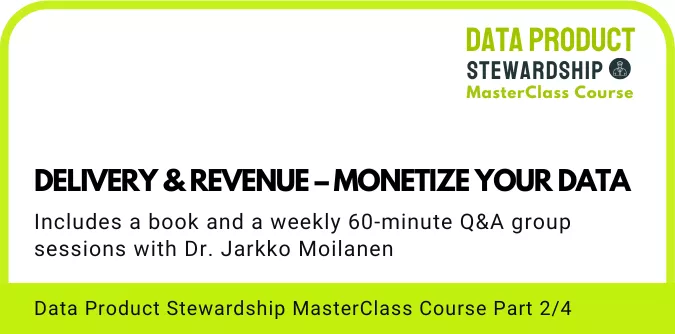 DATA PRODUCT
STEWARDSHIP
MasterClass Course
DELIVERY & REVENUE – MONETIZE YOUR DATA
Includes a book and a weekly 60-minute Q&A group
sessions with Dr. Jarkko Moilanen
Data Product Stewardship MasterClass Course Part 2/4